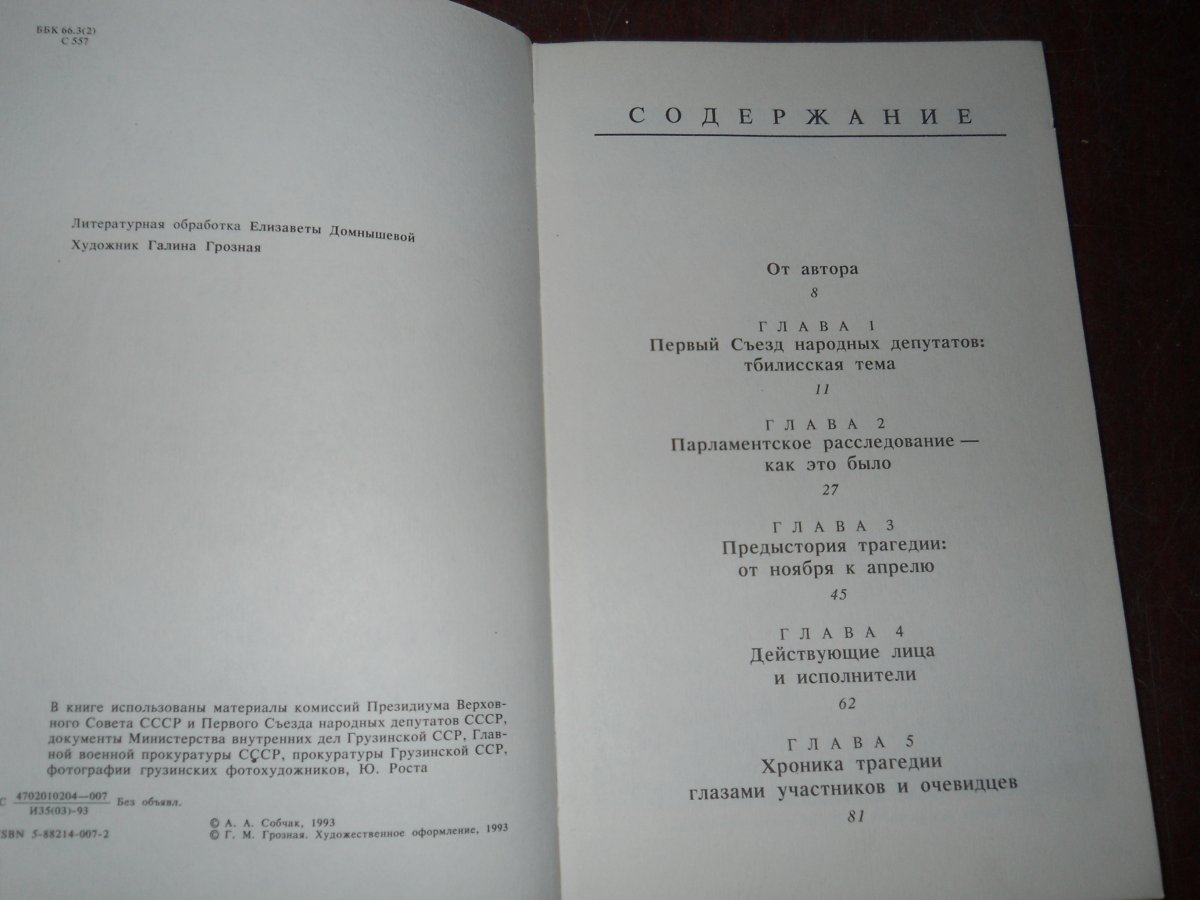 ББК 66.3(2)
С 557
Литературная обработка Елизаветы Домнышевой
Художник Галина Грозная
В книге использованы материалы комиссий Президиума Верхов-
ного Совета СССР и Первого Съезда народных депутатов СССР,
документы Министерства внутренних дел Грузинской ССР, Глав-
ной военной прокуратуры СССР, прокуратуры Грузинской ССР,
фотографии грузинских фотохудожников, Ю. Роста
С 4702010204—007 Без объявл.
И35(03)-93
ISBN 5-88214-007-2
© А. А. Собчак, 1993
© Г. М. Грозная. Художественное оформление, 1993
СОДЕРЖАНИЕ
От автора
8
ГЛАВА 1
Первый Съезд народных депутатов:
тбилисская тема
11
ГЛАВА 2
Парламентское расследование —
как это было
27
ГЛАВА 3
Предыстория трагедии:
от ноября к апрелю
45
ГЛАВА 4
Действующие лица
и исполнители
62
ГЛАВА 5
Хроника трагедии
глазами участников и очевидцев
81